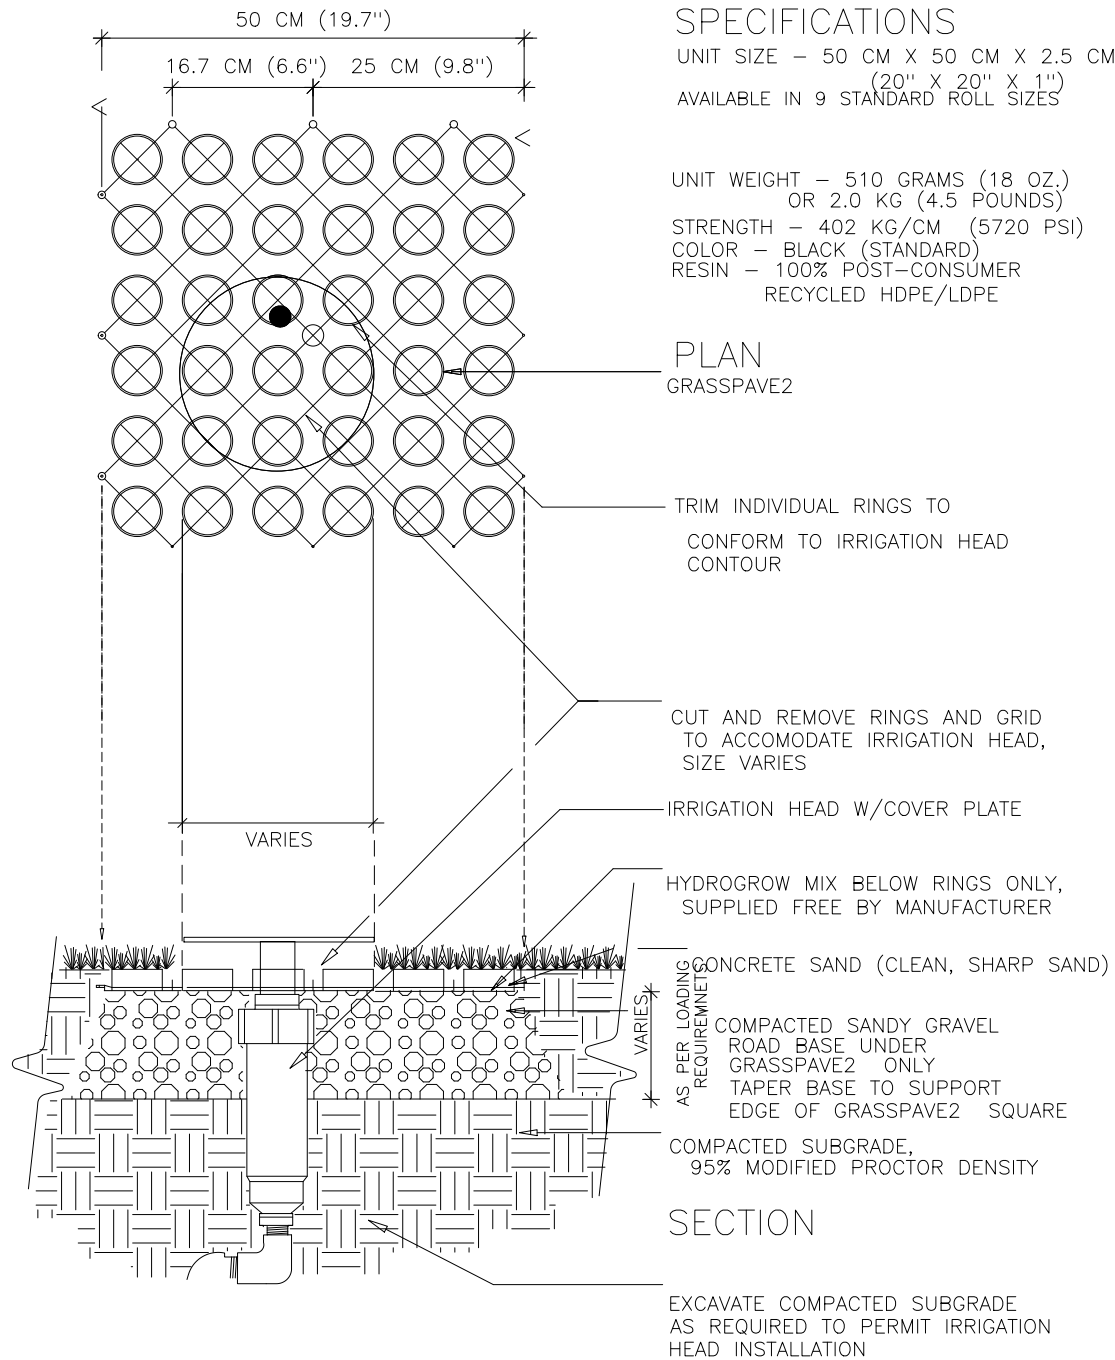 50 CM (19.7")
16.7 CM (6.6")
25 CM (9.8")
SPECIFICATIONS
UNIT SIZE – 50 CM X 50 CM X 2.5 CM
(20" X 20" X 1")
AVAILABLE IN 9 STANDARD ROLL SIZES
UNIT WEIGHT – 510 GRAMS (18 OZ.)
OR 2.0 KG (4.5 POUNDS)
STRENGTH – 402 KG/CM (5720 PSI)
COLOR – BLACK (STANDARD)
RESIN – 100% POST–CONSUMER
RECYCLED HDPE/LDPE
PLAN
GRASSPAVE2
TRIM INDIVIDUAL RINGS TO
CONFORM TO IRRIGATION HEAD
CONTOUR
CUT AND REMOVE RINGS AND GRID
TO ACCOMODATE IRRIGATION HEAD,
SIZE VARIES
IRRIGATION HEAD W/COVER PLATE
VARIES
HYDROGROW MIX BELOW RINGS ONLY,
SUPPLIED FREE BY MANUFACTURER
CONCRETE SAND (CLEAN, SHARP SAND)
VARIES
AS PER LOADING
REQUIREMNETS
COMPACTED SANDY GRAVEL
ROAD BASE UNDER
GRASSPAVE2 ONLY
TAPER BASE TO SUPPORT
EDGE OF GRASSPAVE2 SQUARE
COMPACTED SUBGRADE,
95% MODIFIED PROCTOR DENSITY
SECTION
EXCAVATE COMPACTED SUBGRADE
AS REQUIRED TO PERMIT IRRIGATION
HEAD INSTALLATION